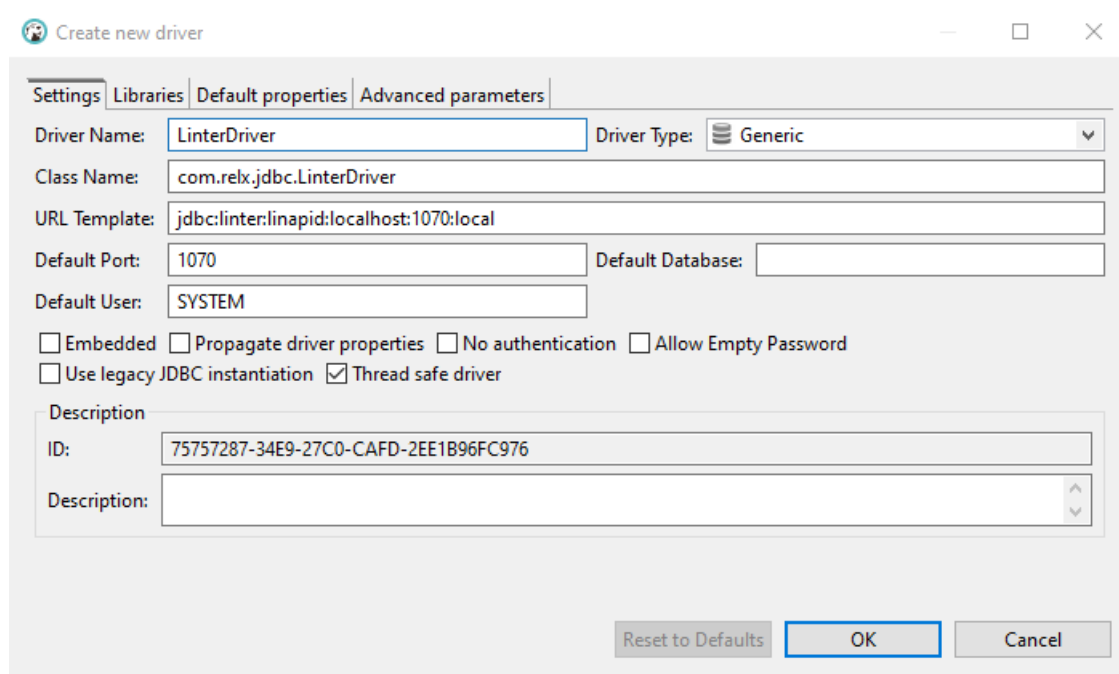 Create new driver
Settings Libraries Default properties Advanced parameters
Driver Name: LinterDriver Driver Type: Generic
Class Name: com.relx.jdbc.LinterDriver
URL Template: jdbc:linter:linapid:localhost:1070:local
Default Port: 1070 Default Database:
Default User: SYSTEM
Embedded Propagate driver properties No authentication Allow Empty Password
Use legacy JDBC instantiation Thread safe driver
Description
ID: 75757287-34E9-27C0-CAFD-2EE1B96FC976
Description:
Reset to Defaults OK Cancel